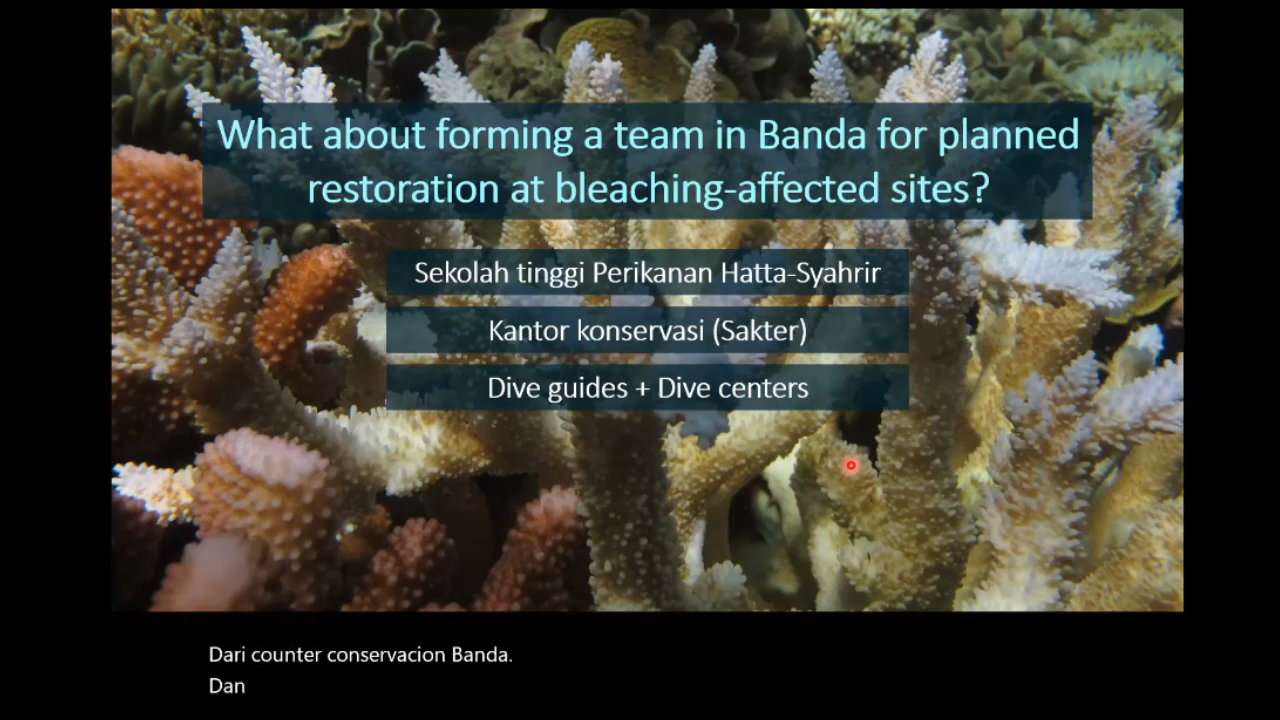 What about forming a team in Banda for planned
restoration at bleaching-affected sites?
Sekolah tinggi Perikanan Hatta-Syahrir
Kantor konservasi (Sakter)
Dive guides + Dive centers
Dari counter conservacion Banda.
Dan